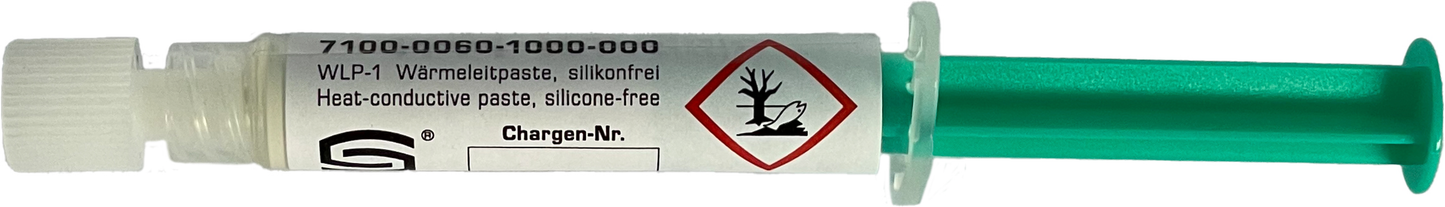 7100-0060-1000-000
WLP-1 Wärmeleitpaste, silikonfrei
Heat-conductive paste, silicone-free
®
Chargen-Nr.